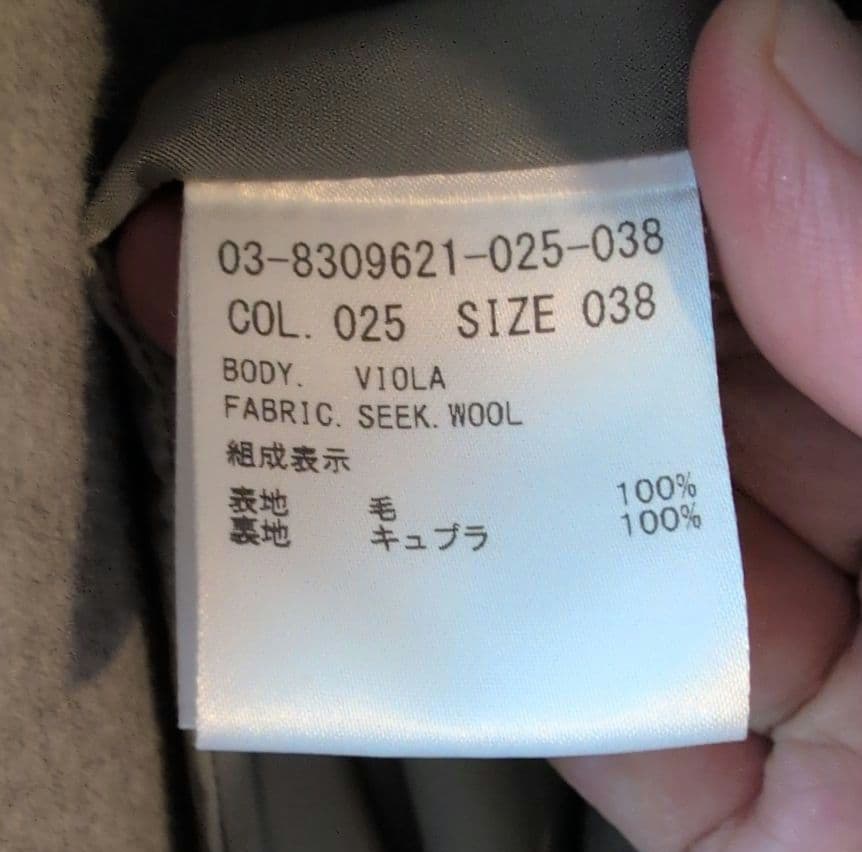 03-8309621-025-038
COL. 025 SIZE 038
BODY. VIOLA
FABRIC. SEEK. WOOL
組成表示
表地 毛 100%
裏地 キュプラ 100%